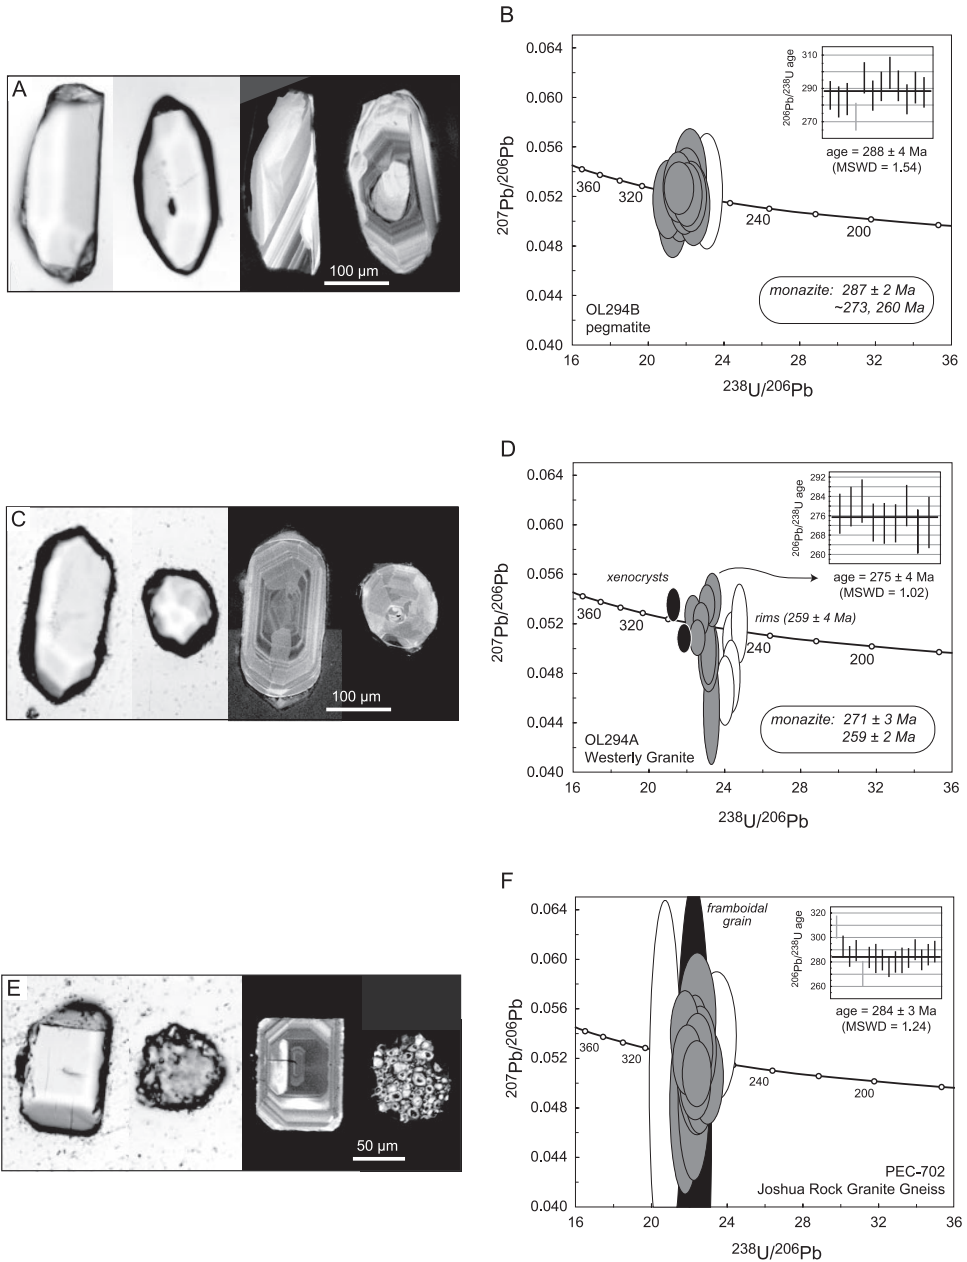 A
100 µm
B
0.064
0.060
0.056
0.052
0.048
0.044
0.040
207Pb/206Pb
360
320
240
200
310
290
270
206Pb/238U age
age = 288 ± 4 Ma
(MSWD = 1.54)
monazite: 287 ± 2 Ma
~273, 260 Ma
OL294B
pegmatite
16 20 24 28 32 36
238U/206Pb
C
100 µm
D
0.064
0.060
0.056
0.052
0.048
0.044
0.040
207Pb/206Pb
292
284
276
268
260
206Pb/238U age
age = 275 ± 4 Ma
(MSWD = 1.02)
xenocrysts
rims (259 ± 4 Ma)
360
320
240
200
monazite: 271 ± 3 Ma
259 ± 2 Ma
OL294A
Westerly Granite
16 20 24 28 32 36
238U/206Pb
E
50 µm
F
0.064
0.060
0.056
0.052
0.048
0.044
0.040
207Pb/206Pb
framboidal
grain
320
300
280
260
206Pb/238U age
age = 284 ± 3 Ma
(MSWD = 1.24)
360
320
240
200
PEC-702
Joshua Rock Granite Gneiss
16 20 24 28 32 36
238U/206Pb